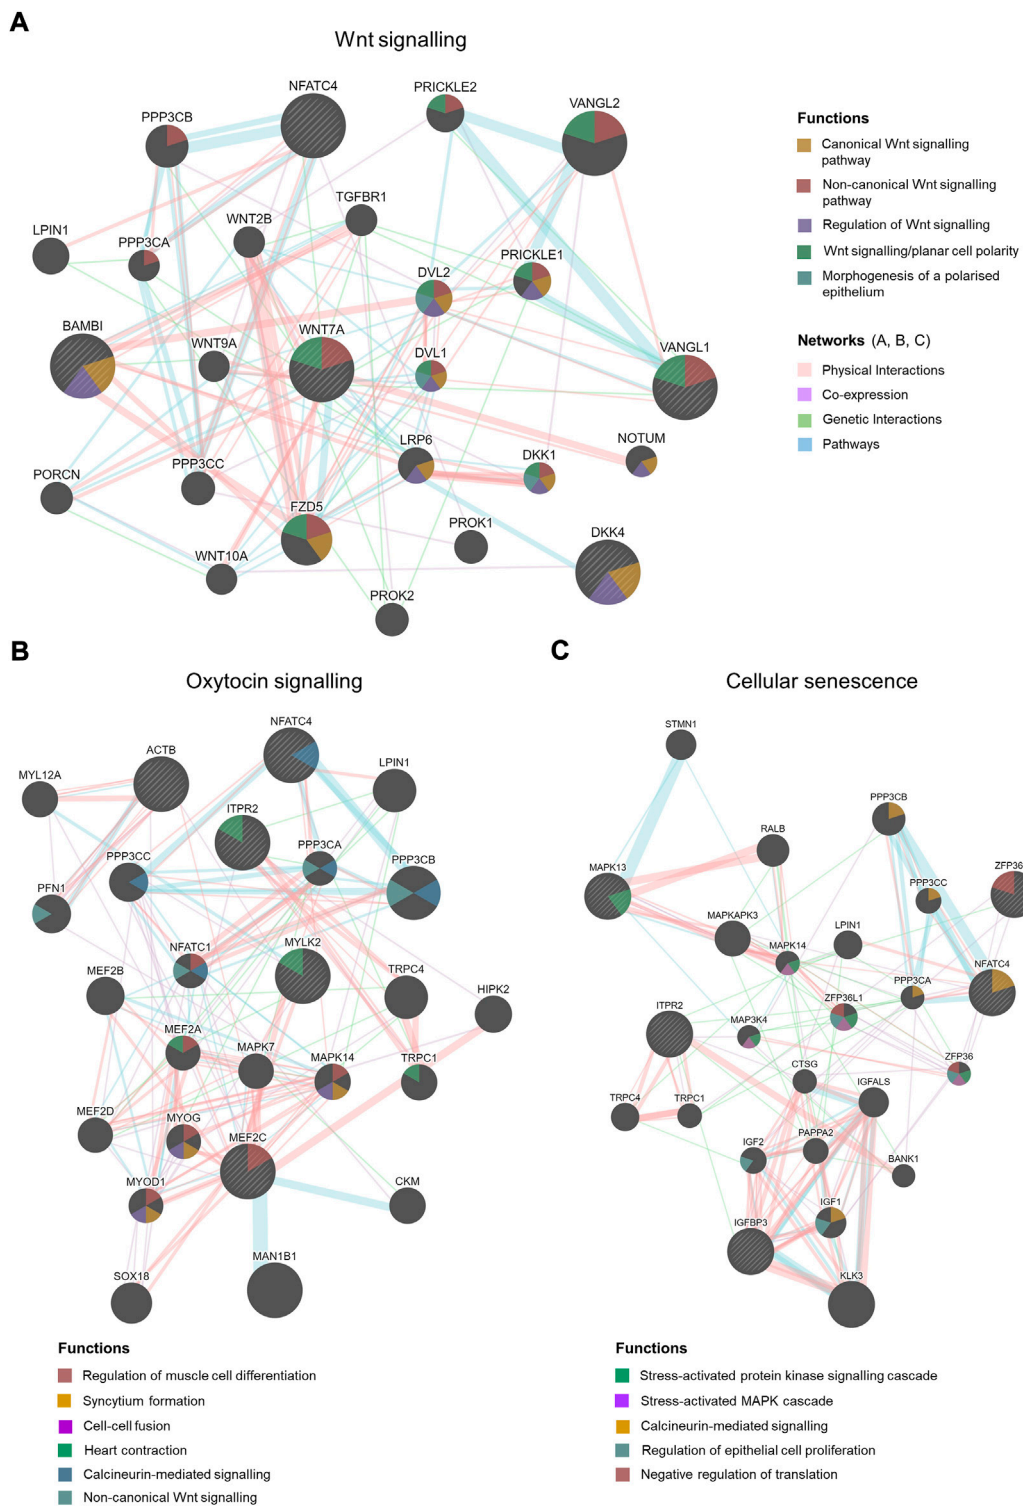 A
Wnt signalling
NFATC4
PRICKLE2
VANGL2
PPP3CB
TGFBR1
WNT2B
LPIN1
PPP3CA
PRICKLE1
DVL2
BAMBI
WNT9A
WNT7A
DVL1
VANGL1
LRP6
NOTUM
DKK1
PORCN
PPP3CC
FZD5
PROK1
DKK4
WNT10A
PROK2
Functions
Canonical Wnt signalling
pathway
Non-canonical Wnt signalling
pathway
Regulation of Wnt signalling
Wnt signalling/planar cell polarity
Morphogenesis of a polarised
epithelium
Networks (A, B, C)
Physical Interactions
Co-expression
Genetic Interactions
Pathways
B
Oxytocin signalling
NFATC4
ACTB
LPIN1
MYL12A
ITPR2
PPP3CA
PPP3CC
PPP3CB
PFN1
NFATC1
MYLK2
MEF2B
TRPC4
HIPK2
MEF2A
MAPK7
MAPK14
TRPC1
MEF2D
MYOG
MEF2C
MYOD1
CKM
MAN1B1
SOX18
Functions
Regulation of muscle cell differentiation
Syncytium formation
Cell-cell fusion
Heart contraction
Calcineurin-mediated signalling
Non-canonical Wnt signalling
C
Cellular senescence
STMN1
PPP3CB
RALB
MAPK13
ZFP36
PPP3CC
MAPKAPK3
LPIN1
MAPK14
NFATC4
PPP3CA
ITPR2
ZFP36L1
MAP3K4
ZFP36
CTSG
IGFALS
TRPC4
TRPC1
PAPPA2
IGF2
BANK1
IGF1
IGFBP3
KLK3
Functions
Stress-activated protein kinase signalling cascade
Stress-activated MAPK cascade
Calcineurin-mediated signalling
Regulation of epithelial cell proliferation
Negative regulation of translation